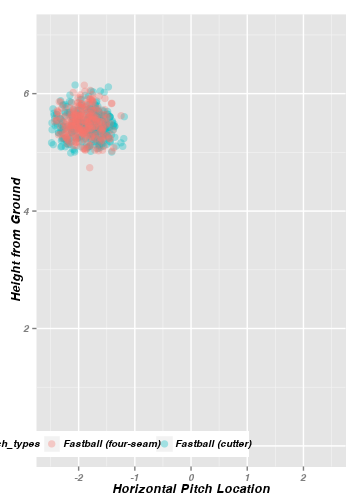 6
4
2
Height from Ground
ch_types Fastball (four-seam) Fastball (cutter)
-2 -1 0 1 2
Horizontal Pitch Location